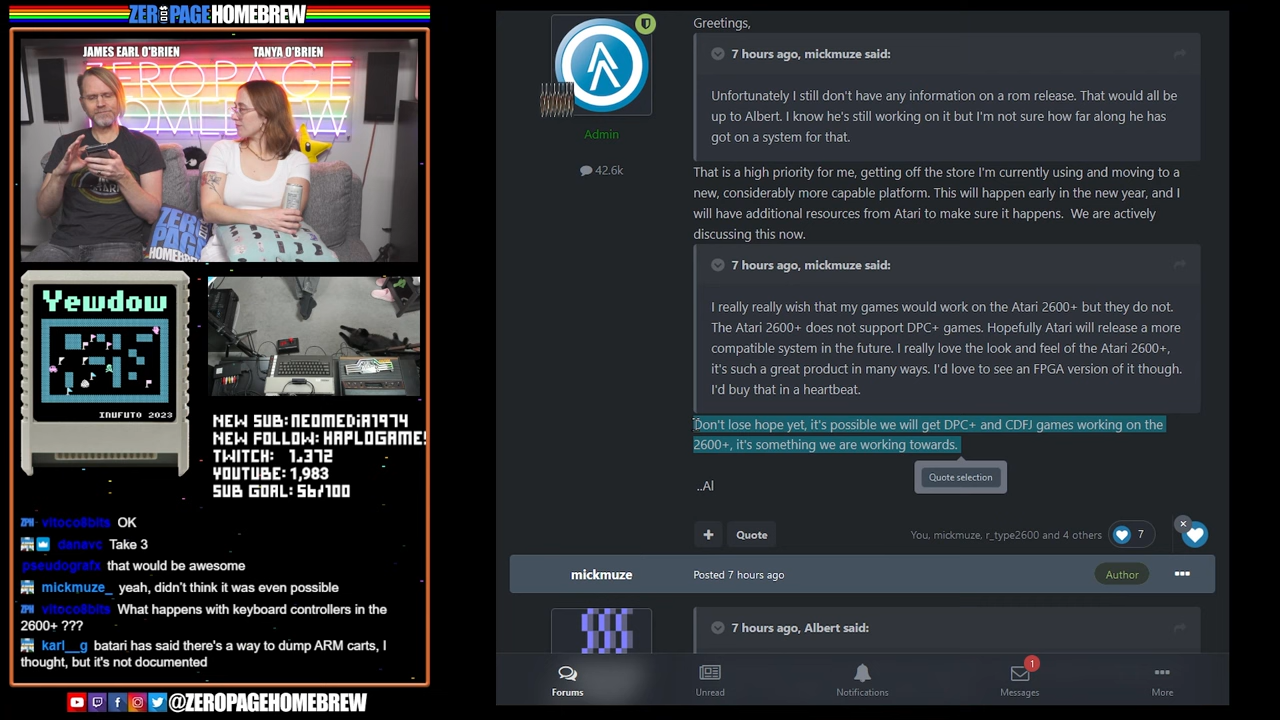 ZEROPAGEHOMEBREW
JAMES EARL O'BRIEN
TANYA O'BRIEN
ZEROPAGE
HOMEBREW
ZERO
PAGE
HOMEBREW
Yewdow
INUFUTO 2023
NEW SUB: NEOMEDIA1974
NEW FOLLOW: HAPLOGAMES
TWITCH: 1,372
YOUTUBE: 1,983
SUB GOAL: 56/100
ZPH vitoco8bits OK
danavc Take 3
pseudografx that would be awesome
mickmuze_ yeah, didn't think it was even possible
vitoco8bits What happens with keyboard controllers in the
2600+ ???
karl__g batari has said there's a way to dump ARM carts, I
thought, but it's not documented
@ZEROPAGEHOMEBREW
Greetings,
7 hours ago, mickmuze said:
Unfortunately I still don't have any information on a rom release. That would all be
up to Albert. I know he's still working on it but I'm not sure how far along he has
got on a system for that.
Admin
42.6k
That is a high priority for me, getting off the store I'm currently using and moving to a
new, considerably more capable platform. This will happen early in the new year, and I
will have additional resources from Atari to make sure it happens. We are actively
discussing this now.
7 hours ago, mickmuze said:
I really really wish that my games would work on the Atari 2600+ but they do not.
The Atari 2600+ does not support DPC+ games. Hopefully Atari will release a more
compatible system in the future. I really love the look and feel of the Atari 2600+,
it's such a great product in many ways. I'd love to see an FPGA version of it though.
I'd buy that in a heartbeat.
Don't lose hope yet, it's possible we will get DPC+ and CDFJ games working on the
2600+, it's something we are working towards.
Quote selection
..Al
+ Quote
You, mickmuze, r_type2600 and 4 others
7
mickmuze
Posted 7 hours ago
Author
7 hours ago, Albert said:
Forums
Unread
Notifications
1
Messages
More